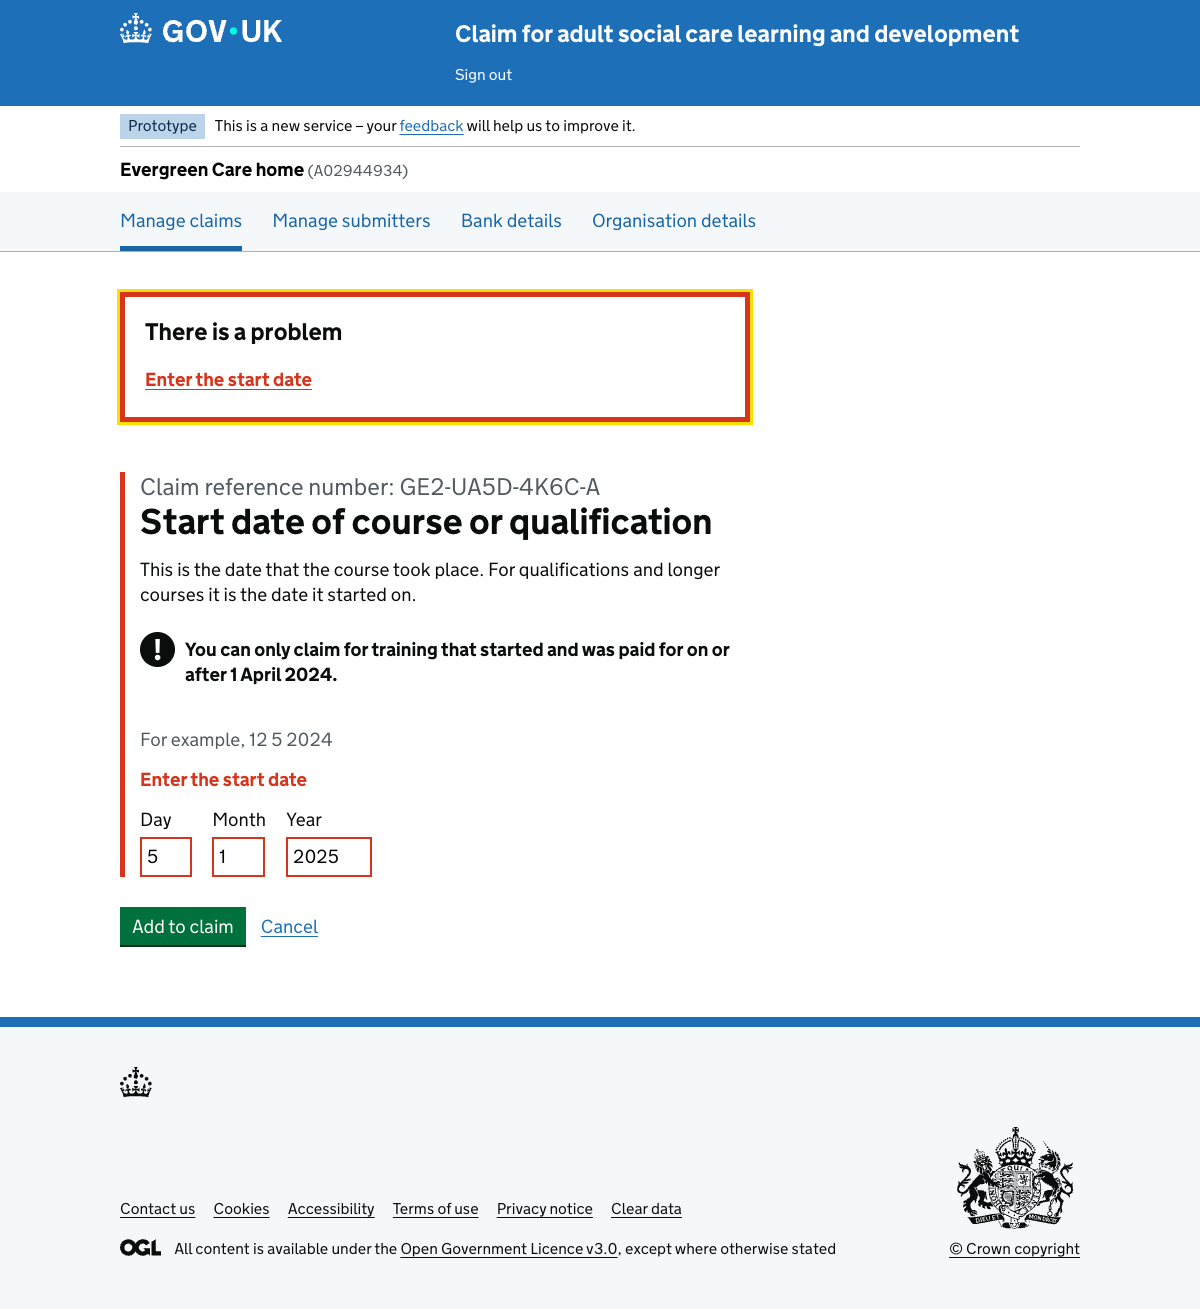 GOV•UK
Claim for adult social care learning and development
Sign out
Prototype This is a new service – your feedback will help us to improve it.
Evergreen Care home (A02944934)
Manage claims Manage submitters Bank details Organisation details
There is a problem
Enter the start date
Claim reference number: GE2-UA5D-4K6C-A
Start date of course or qualification
This is the date that the course took place. For qualifications and longer
courses it is the date it started on.
! You can only claim for training that started and was paid for on or
after 1 April 2024.
For example, 12 5 2024
Enter the start date
Day Month Year
5 1 2025
Add to claim Cancel
Contact us Cookies Accessibility Terms of use Privacy notice Clear data
OGL All content is available under the Open Government Licence v3.0, except where otherwise stated
© Crown copyright